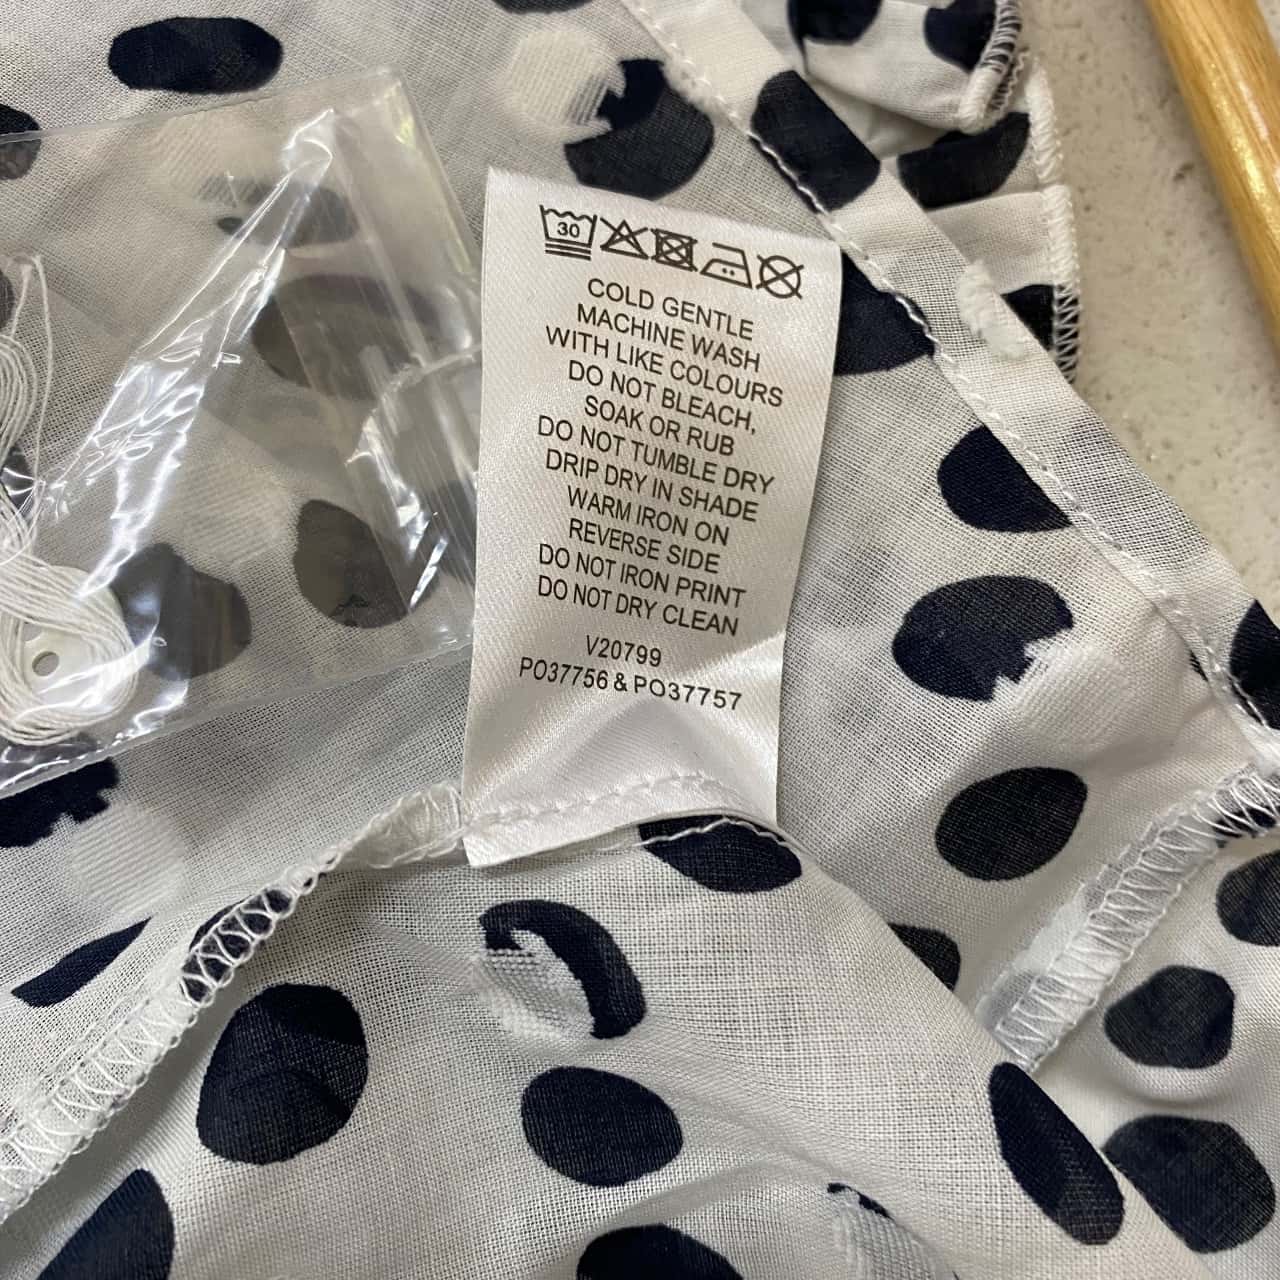 30
COLD GENTLE
MACHINE WASH
WITH LIKE COLOURS
DO NOT BLEACH,
SOAK OR RUB
DO NOT TUMBLE DRY
DRIP DRY IN SHADE
WARM IRON ON
REVERSE SIDE
DO NOT IRON PRINT
DO NOT DRY CLEAN
V20799
PO37756 & PO37757